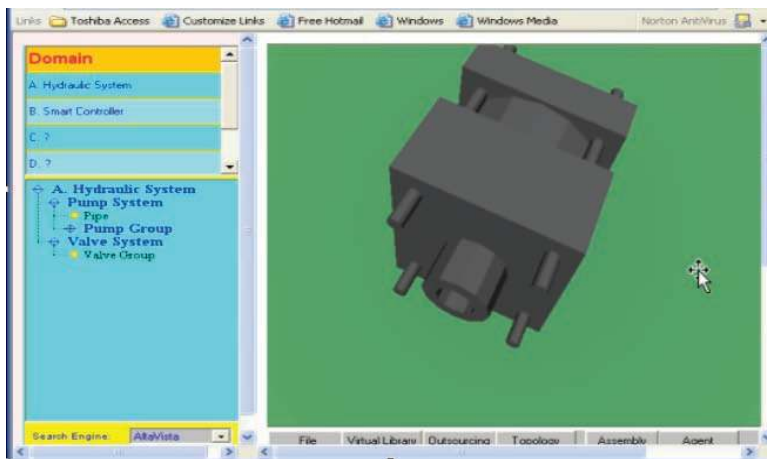 Links Toshiba Access Customize Links Free Hotmail Windows Windows Media Norton AntiVirus
Domain
A. Hydraulic System
B. Smart Controller
C. ?
D. ?
A. Hydraulic System
Pump System
Pipe
Pump Group
Valve System
Valve Group
Search Engine: AltaVista
File Virtual Library Outsourcing Topology Assembly Agent